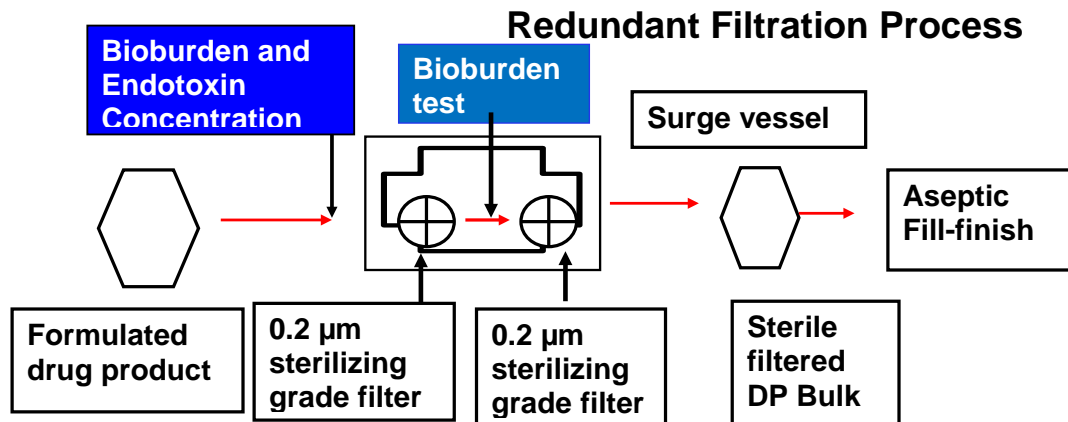 Redundant Filtration Process
Bioburden and
Endotoxin
Concentration
Bioburden
test
Surge vessel
Aseptic
Fill-finish
Formulated
drug product
0.2 µm
sterilizing
grade filter
0.2 µm
sterilizing
grade filter
Sterile
filtered
DP Bulk